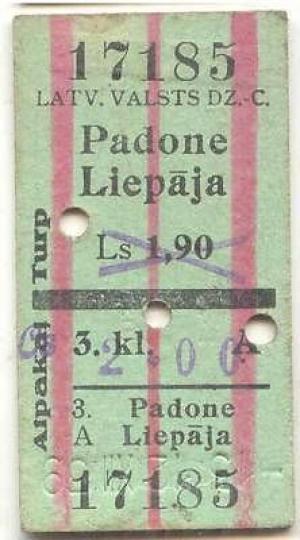 17185
LATV. VALSTS DZ.-C.
Padone
Liepāja
Ls 1,90
Turp
Atpakaļ
3. kl. A
2.00
3. Padone
A Liepāja
17185